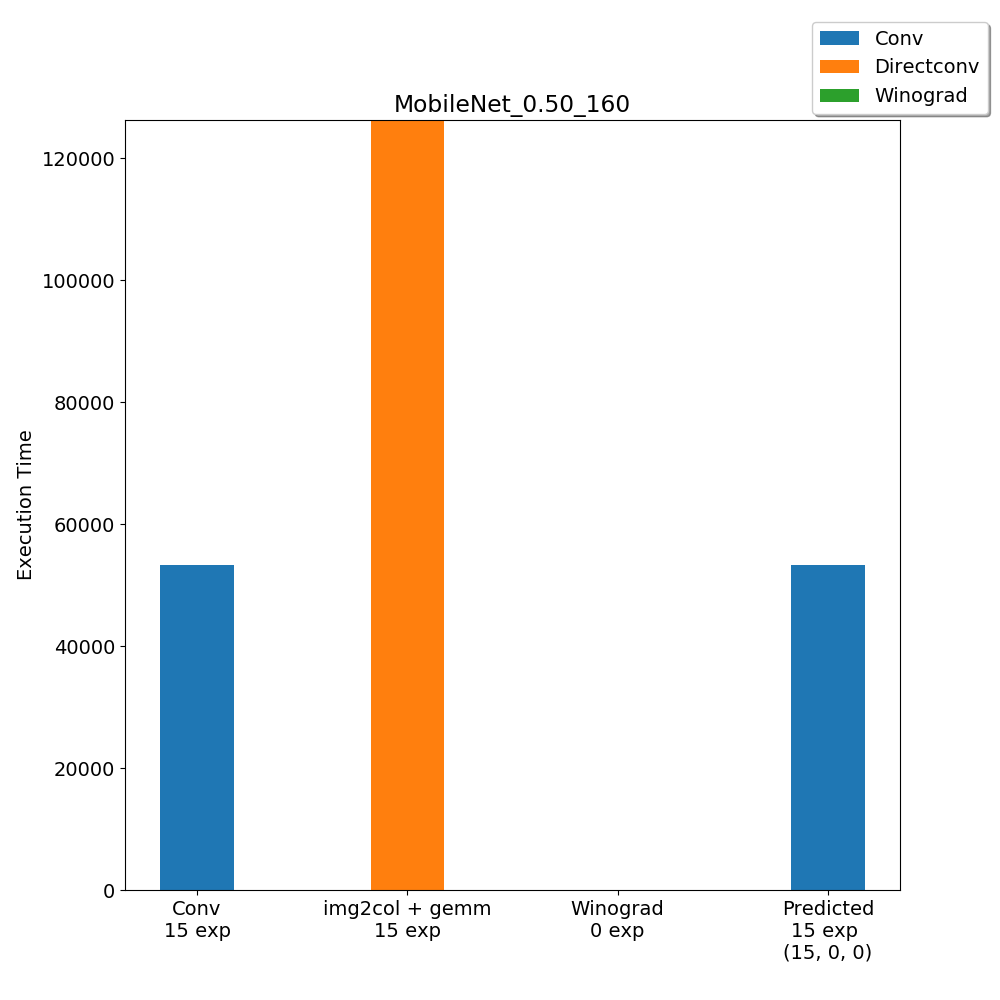 Conv
Directconv
Winograd
MobileNet_0.50_160
120000
100000
80000
60000
40000
20000
0
Execution Time
Conv
15 exp
img2col + gemm
15 exp
Winograd
0 exp
Predicted
15 exp
(15, 0, 0)